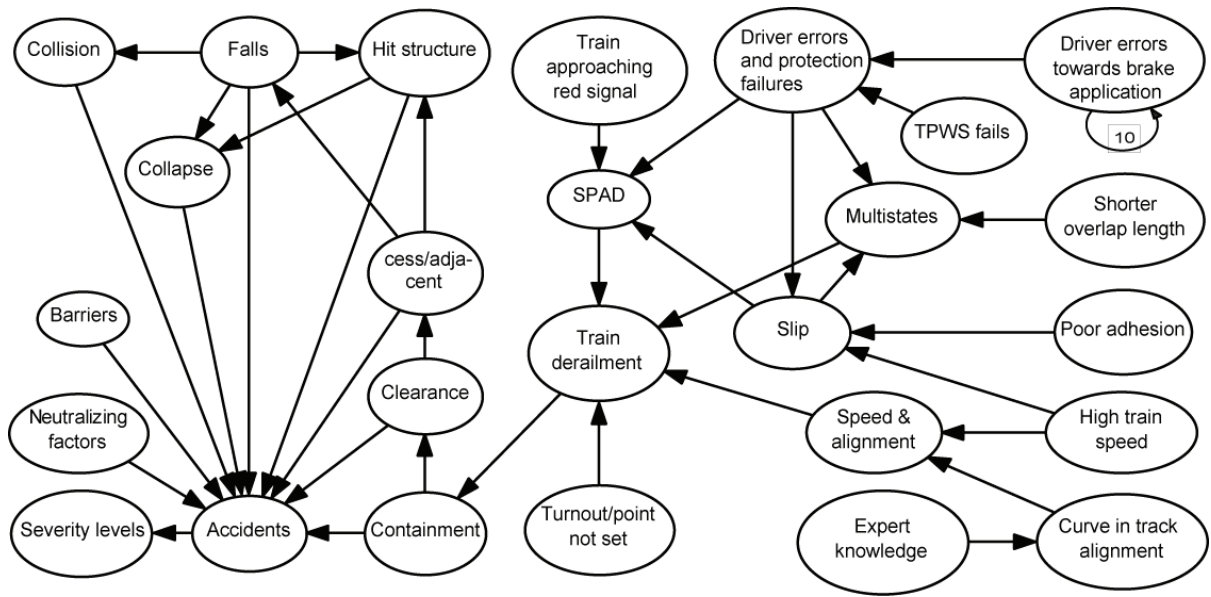 Collision
Falls
Hit structure
Train
approaching
red signal
Driver errors
and protection
failures
Driver errors
towards brake
application
10
TPWS fails
Collapse
SPAD
Multistates
Shorter
overlap length
cess/adja-
cent
Barriers
Train
derailment
Slip
Poor adhesion
Clearance
Neutralizing
factors
Speed &
alignment
High train
speed
Severity levels
Accidents
Containment
Turnout/point
not set
Expert
knowledge
Curve in track
alignment